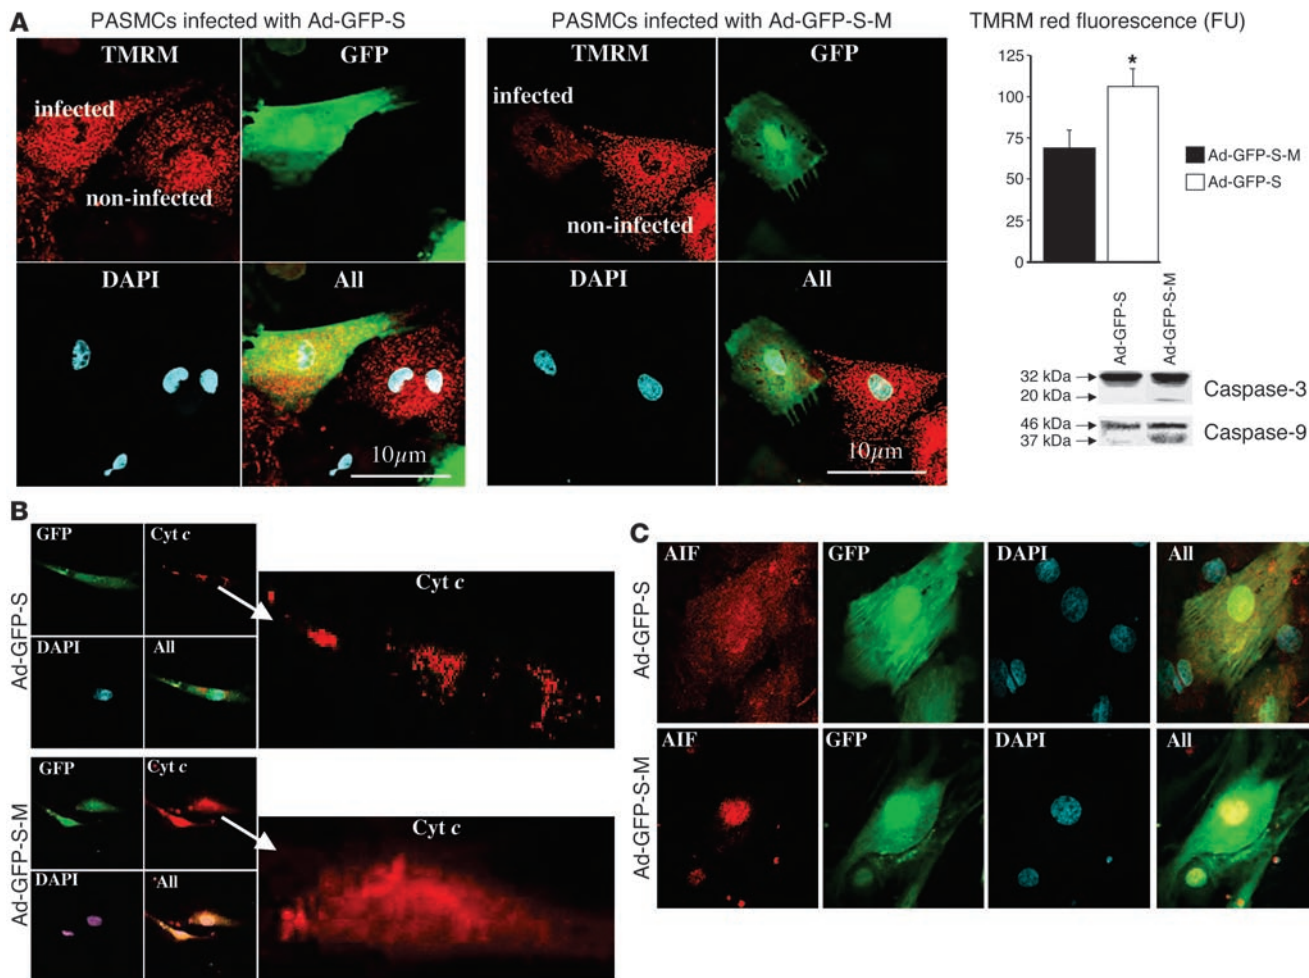 A
PASMCs infected with Ad-GFP-S
TMRM
GFP
infected
non-infected
DAPI
All
10μm
PASMCs infected with Ad-GFP-S-M
TMRM
GFP
infected
non-infected
DAPI
All
10μm
TMRM red fluorescence (FU)
125
100
75
50
25
0
*
Ad-GFP-S-M
Ad-GFP-S
Ad-GFP-S
Ad-GFP-S-M
32 kDa
20 kDa
Caspase-3
46 kDa
37 kDa
Caspase-9
B
Ad-GFP-S
GFP
Cyt c
DAPI
All
Cyt c
Ad-GFP-S-M
GFP
Cyt c
DAPI
All
Cyt c
C
Ad-GFP-S
AIF
GFP
DAPI
All
Ad-GFP-S-M
AIF
GFP
DAPI
All